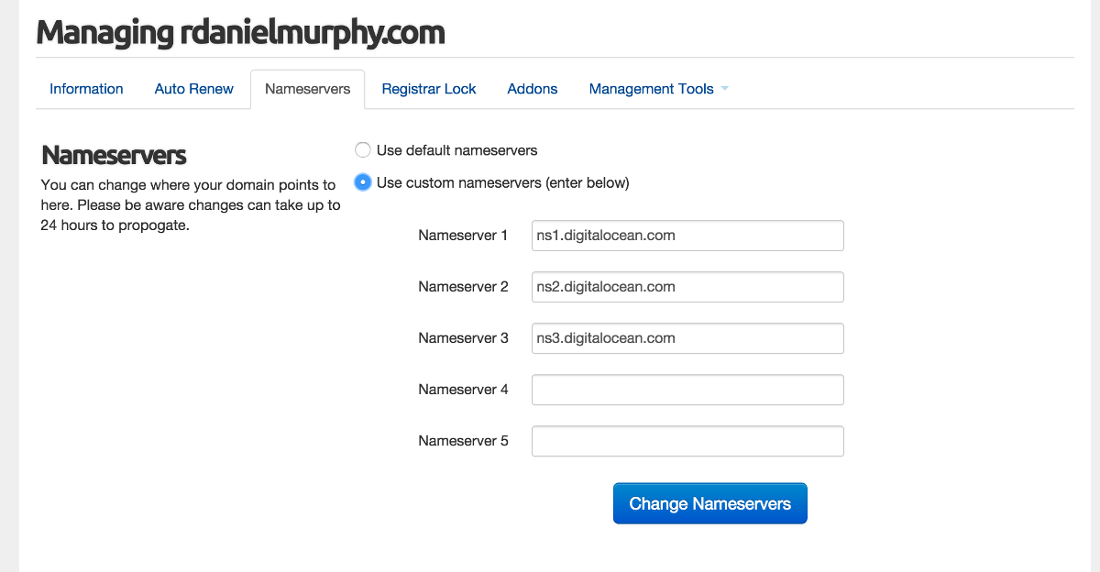 Managing rdanielmurphy.com
Information Auto Renew Nameservers Registrar Lock Addons Management Tools
Nameservers
You can change where your domain points to
here. Please be aware changes can take up to
24 hours to propogate.
Use default nameservers
Use custom nameservers (enter below)
Nameserver 1 ns1.digitalocean.com
Nameserver 2 ns2.digitalocean.com
Nameserver 3 ns3.digitalocean.com
Nameserver 4
Nameserver 5
Change Nameservers